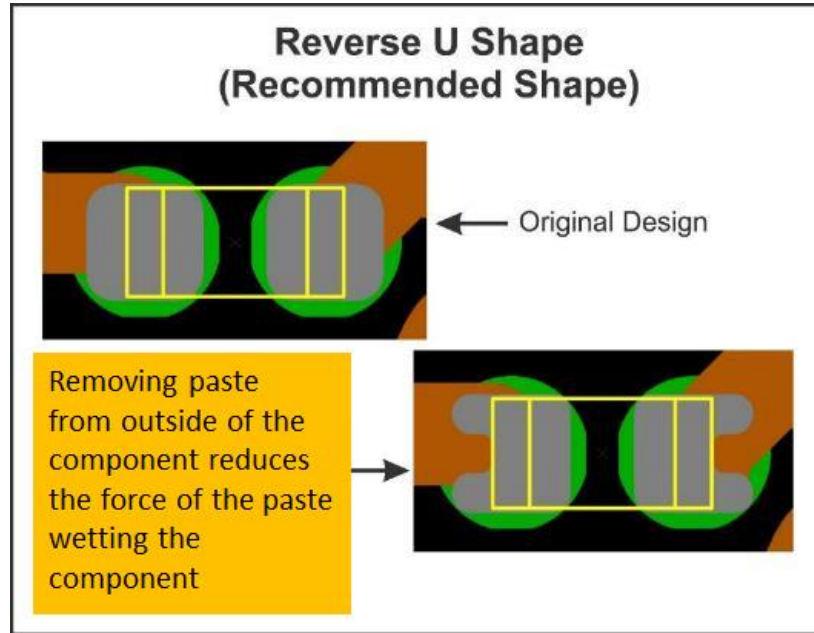 Reverse U Shape
(Recommended Shape)
Original Design
Removing paste
from outside of the
component reduces
the force of the paste
wetting the
component